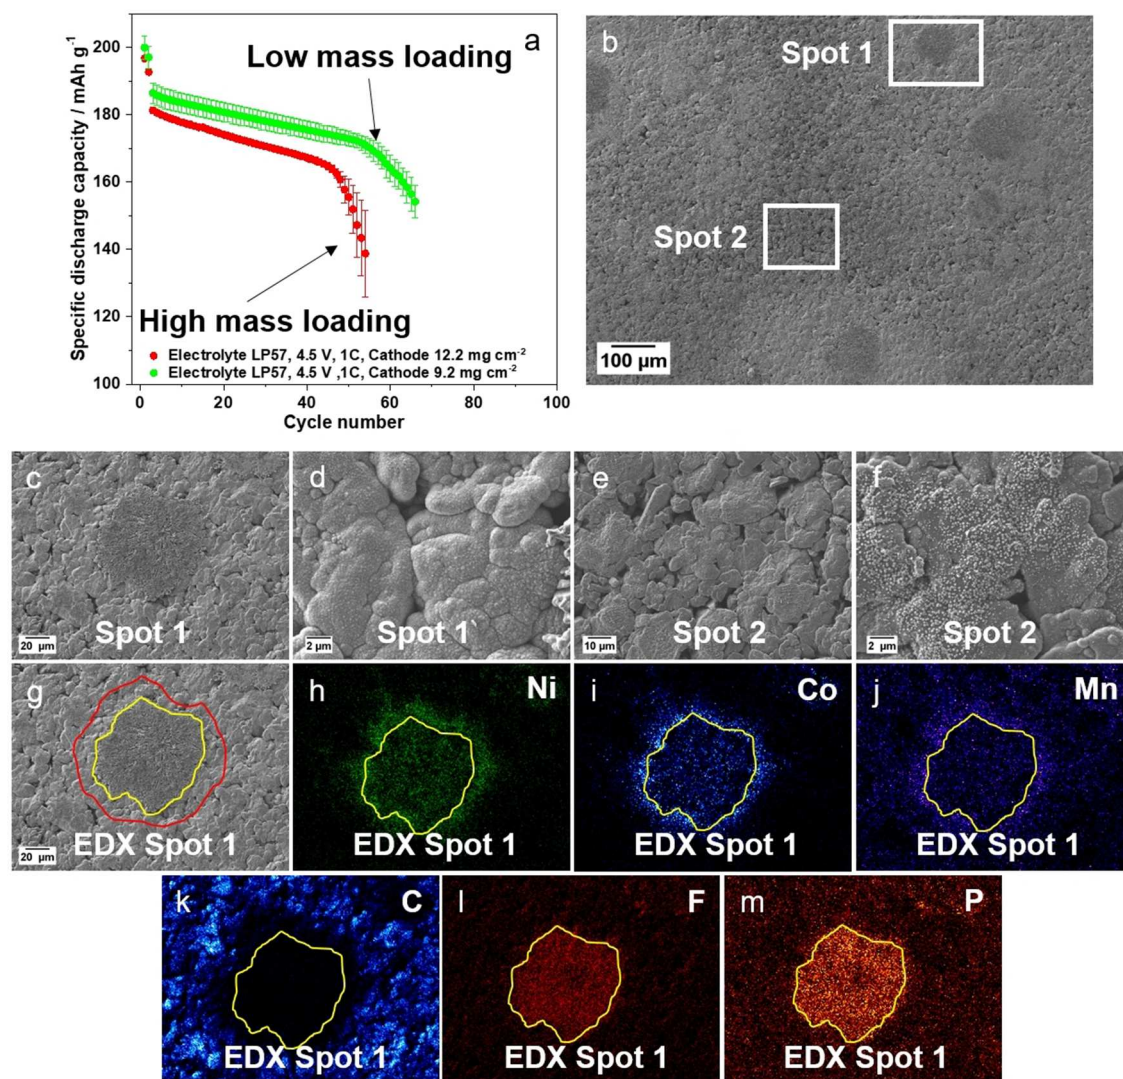 a
200
180
160
140
120
100
0
20
40
60
80
100
Specific discharge capacity / mAh g⁻¹
Cycle number
Low mass loading
High mass loading
Electrolyte LP57, 4.5 V, 1C, Cathode 12.2 mg cm⁻²
Electrolyte LP57, 4.5 V ,1C, Cathode 9.2 mg cm⁻²
b
Spot 1
Spot 2
100 µm
c
Spot 1
20 µm
d
Spot 1`
2 µm
e
Spot 2
10 µm
f
Spot 2
2 µm
g
EDX Spot 1
20 µm
h
Ni
EDX Spot 1
i
Co
EDX Spot 1
j
Mn
EDX Spot 1
k
C
EDX Spot 1
l
F
EDX Spot 1
m
P
EDX Spot 1